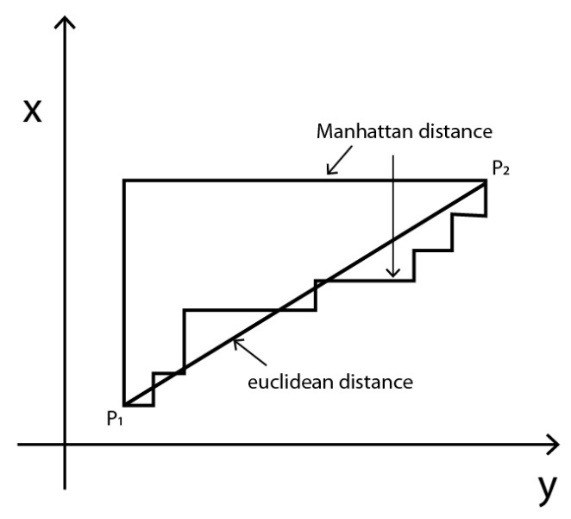 x
Manhattan distance
P₂
euclidean distance
P₁
y